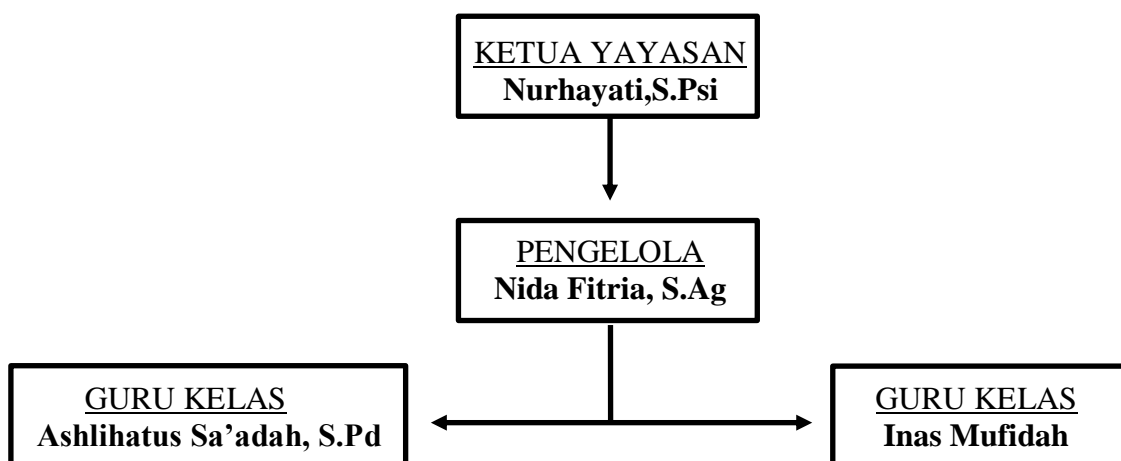 KETUA YAYASAN
Nurhayati,S.Psi
PENGELOLA
Nida Fitria, S.Ag
GURU KELAS
Ashlihatus Sa’adah, S.Pd
GURU KELAS
Inas Mufidah